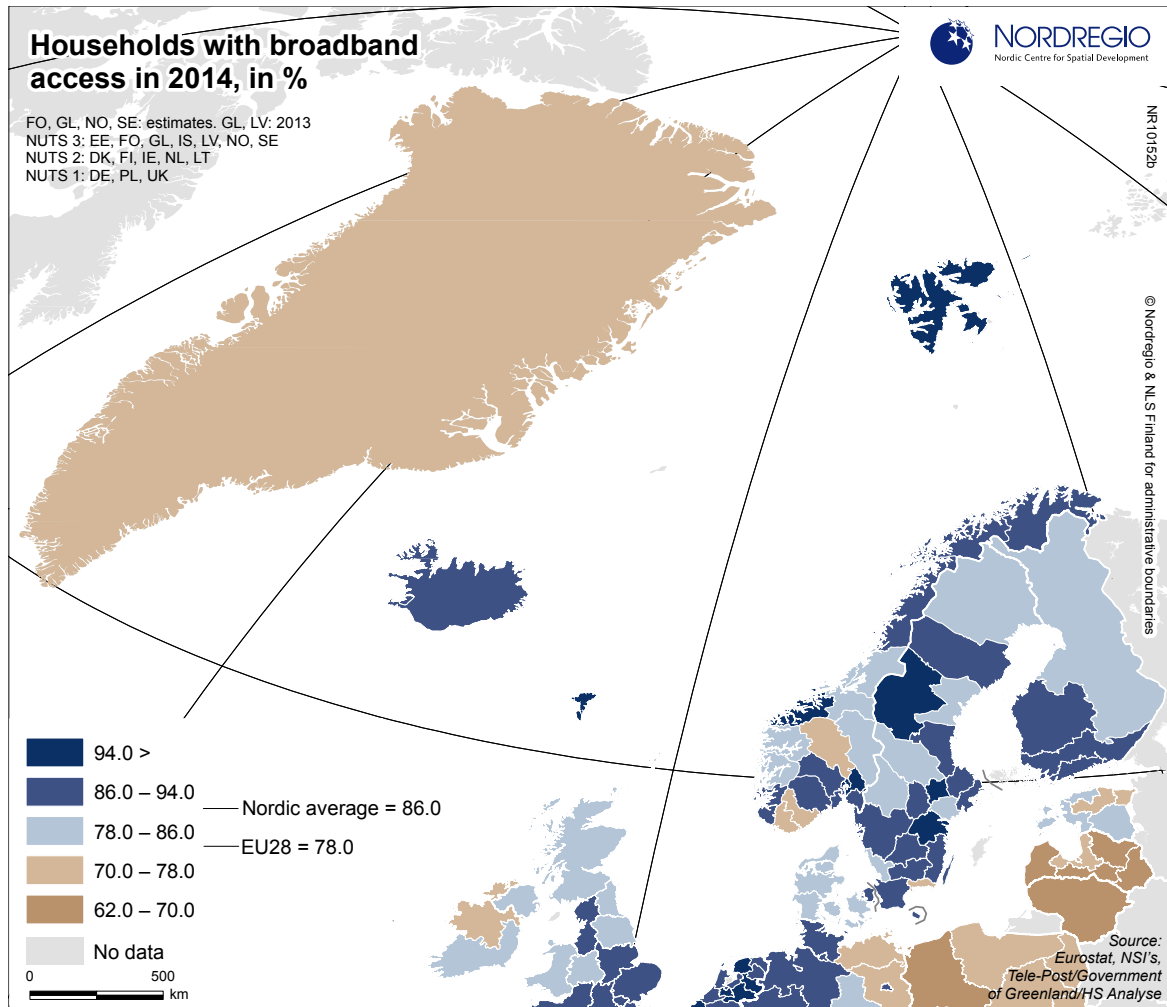 Households with broadband
access in 2014, in %
FO, GL, NO, SE: estimates. GL, LV: 2013
NUTS 3: EE, FO, GL, IS, LV, NO, SE
NUTS 2: DK, FI, IE, NL, LT
NUTS 1: DE, PL, UK
NORDREGIO
Nordic Centre for Spatial Development
NR10152b
© Nordregio & NLS Finland for administrative boundaries
94.0 >
86.0 – 94.0
Nordic average = 86.0
78.0 – 86.0
EU28 = 78.0
70.0 – 78.0
62.0 – 70.0
No data
0 500
km
Source:
Eurostat, NSI's,
Tele-Post/Government
of Greenland/HS Analyse